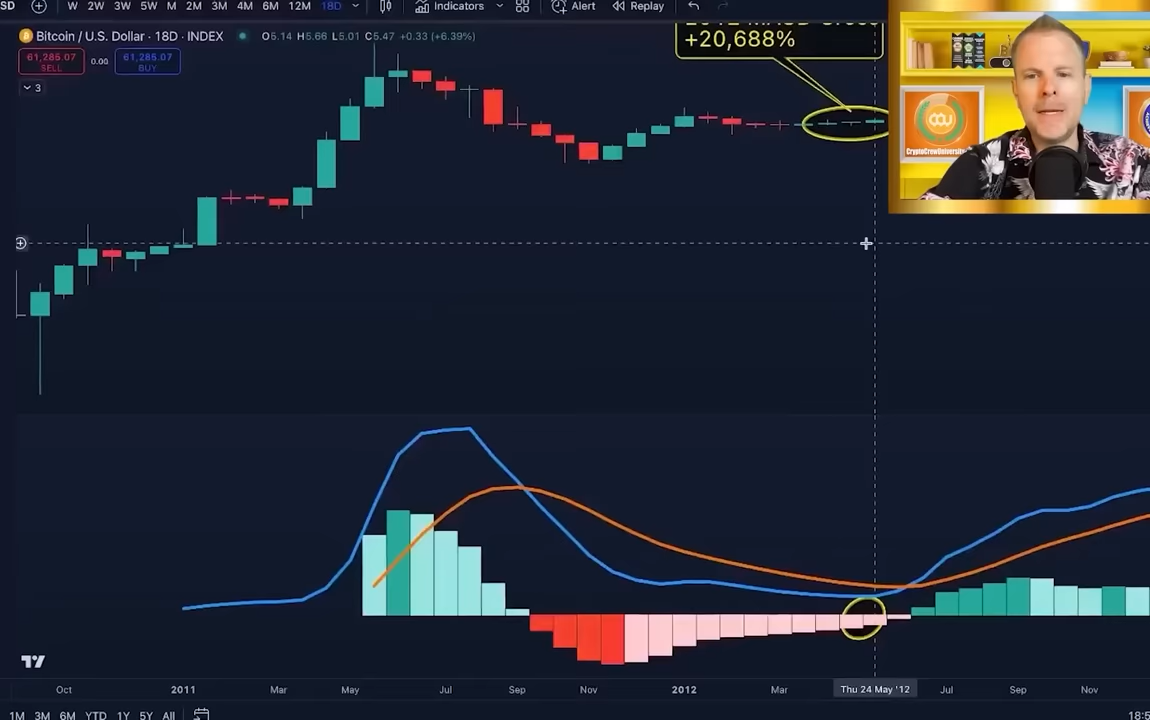 SD W 2W 3W 5W M 2M 3M 4M 6M 12M 18D Indicators Alert Replay
Bitcoin / U.S. Dollar · 18D · INDEX O5.14 H5.66 L5.01 C5.47 +0.33 (+6.39%)
61,285.07 0.00 61,285.07
SELL BUY
3
+20,688%
CryptoCrewUniversity
Oct 2011 Mar May Jul Sep Nov 2012 Mar Thu 24 May '12 Jul Sep Nov
1M 3M 6M YTD 1Y 5Y All